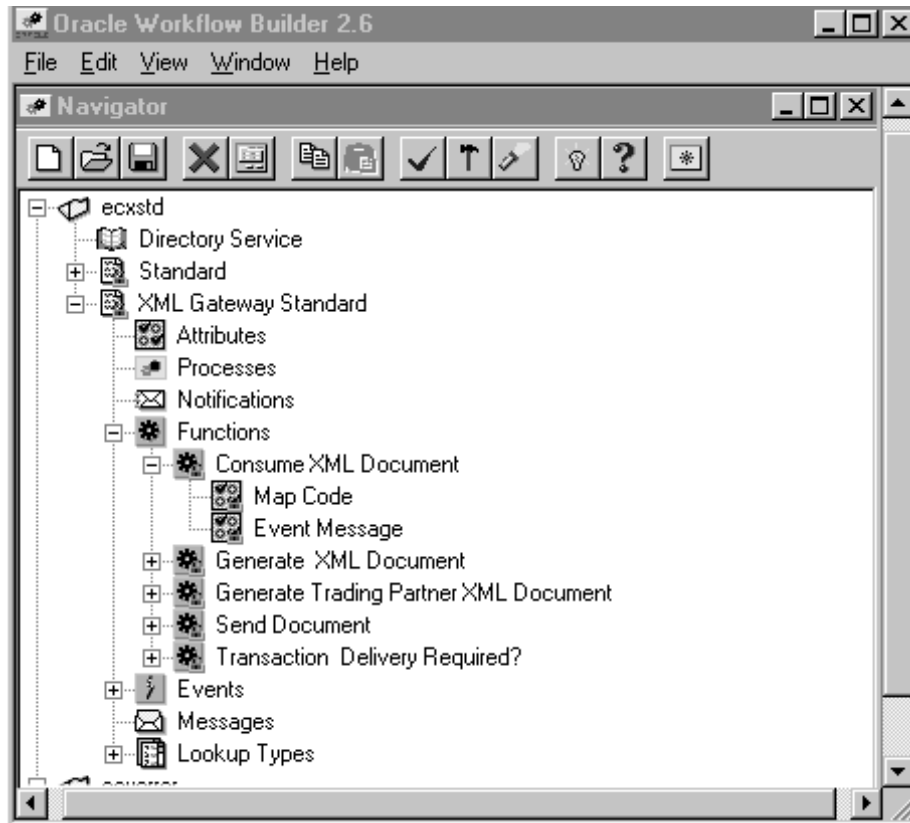 Oracle Workflow Builder 2.6
File Edit View Window Help
Navigator
ecxstd
Directory Service
Standard
XML Gateway Standard
Attributes
Processes
Notifications
Functions
Consume XML Document
Map Code
Event Message
Generate XML Document
Generate Trading Partner XML Document
Send Document
Transaction Delivery Required?
Events
Messages
Lookup Types